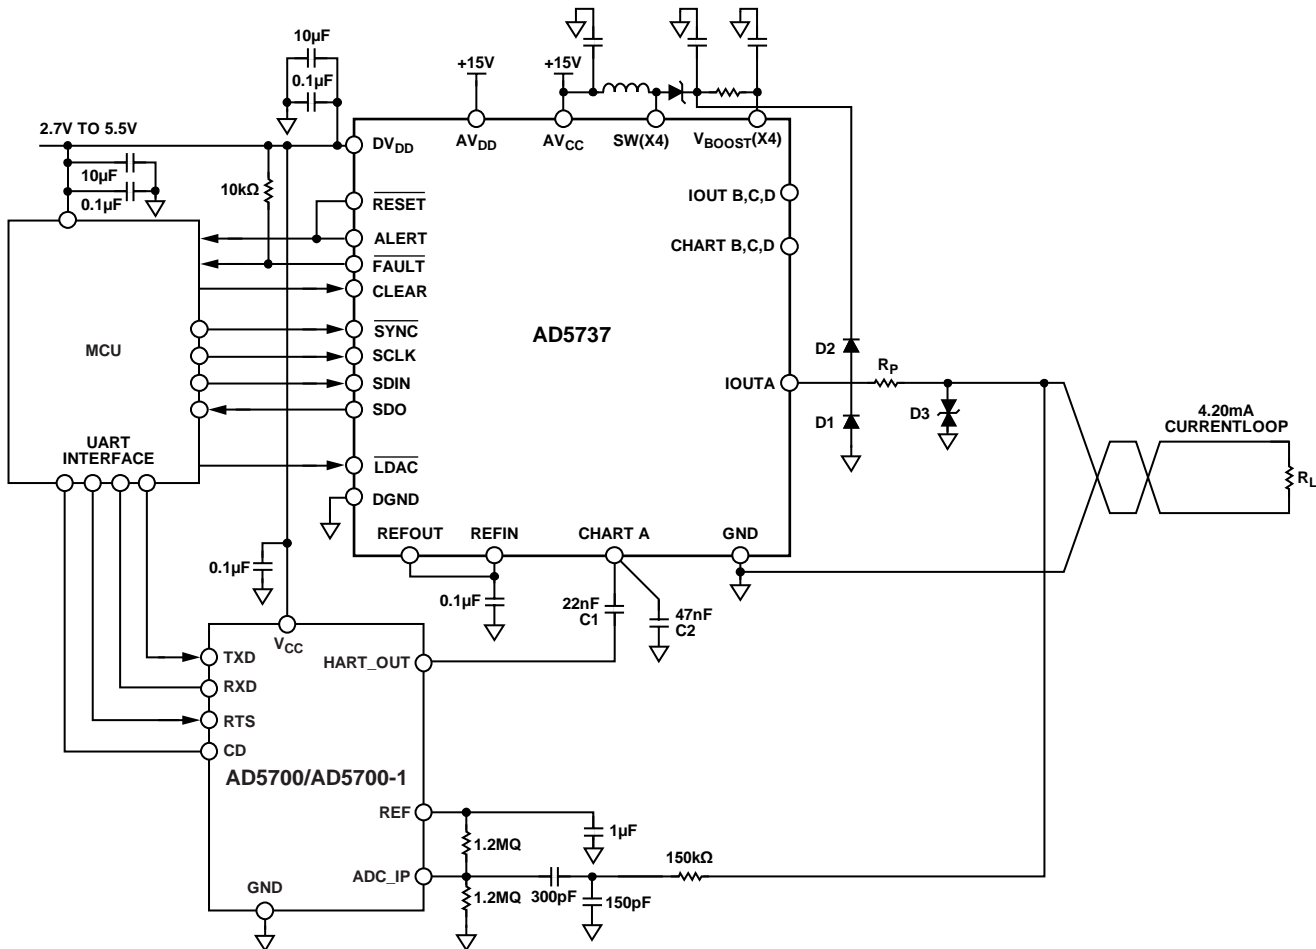 10µF
0.1µF
+15V
+15V
2.7V TO 5.5V
10µF
0.1µF
10kΩ
DVDD
AVDD
AVCC
SW(X4)
VBOOST(X4)
RESET
ALERT
FAULT
CLEAR
SYNC
SCLK
SDIN
SDO
LDAC
DGND
IOUT B,C,D
CHART B,C,D
AD5737
IOUTA
MCU
UART
INTERFACE
D2
RP
D1
D3
4.20mA
CURRENTLOOP
RL
REFOUT
REFIN
CHART A
GND
0.1µF
0.1µF
22nF
C1
47nF
C2
VCC
TXD
RXD
RTS
CD
HART_OUT
AD5700/AD5700-1
REF
1.2MQ
1µF
150kΩ
ADC_IP
1.2MQ
300pF
150pF
GND